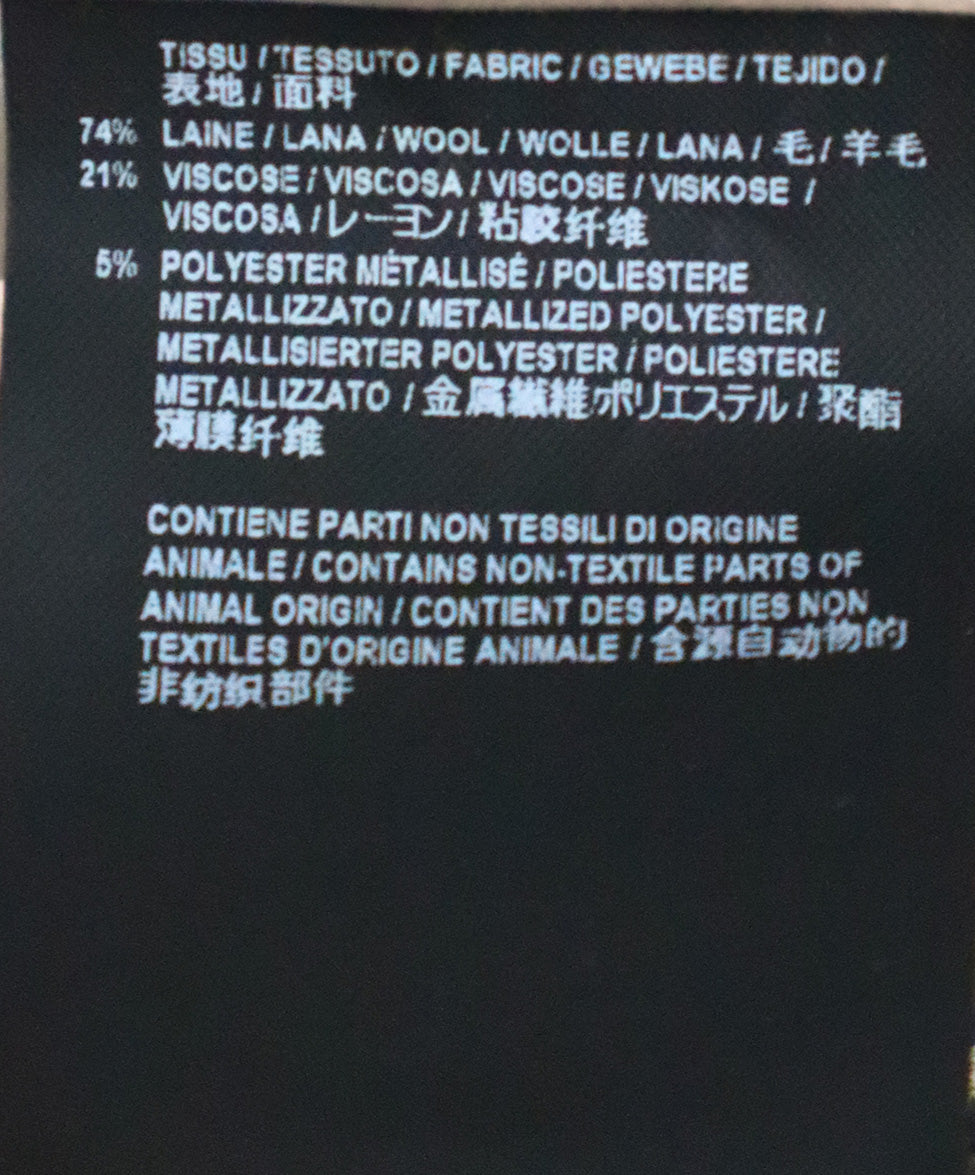 TISSU / TESSUTO / FABRIC / GEWEBE / TEJIDO /
表地 / 面料
74% LAINE / LANA / WOOL / WOLLE / LANA / 毛 / 羊毛
21% VISCOSE / VISCOSA / VISCOSE / VISKOSE /
VISCOSA / レーヨン / 粘胶纤维
5% POLYESTER MÉTALLISÉ / POLIESTERE
METALLIZZATO / METALLIZED POLYESTER /
METALLISIERTER POLYESTER / POLIESTERE
METALLIZZATO / 金属繊維ポリエステル / 聚酯
薄膜纤维
CONTIENE PARTI NON TESSILI DI ORIGINE
ANIMALE / CONTAINS NON-TEXTILE PARTS OF
ANIMAL ORIGIN / CONTIENT DES PARTIES NON
TEXTILES D'ORIGINE ANIMALE / 含源自动物的
非纺织部件